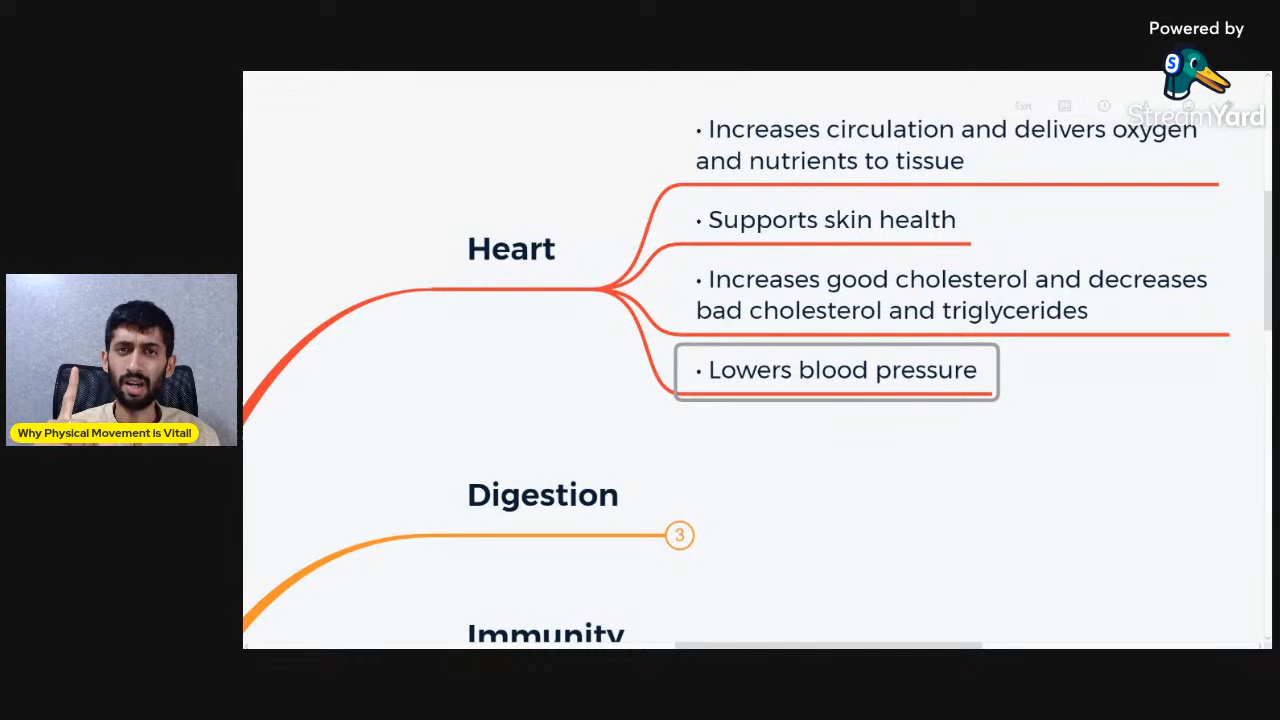 Powered by
StreamYard
Exit
• Increases circulation and delivers oxygen
and nutrients to tissue
• Supports skin health
Heart
• Increases good cholesterol and decreases
bad cholesterol and triglycerides
• Lowers blood pressure
Why Physical Movement is Vital!
Digestion
3
Immunity